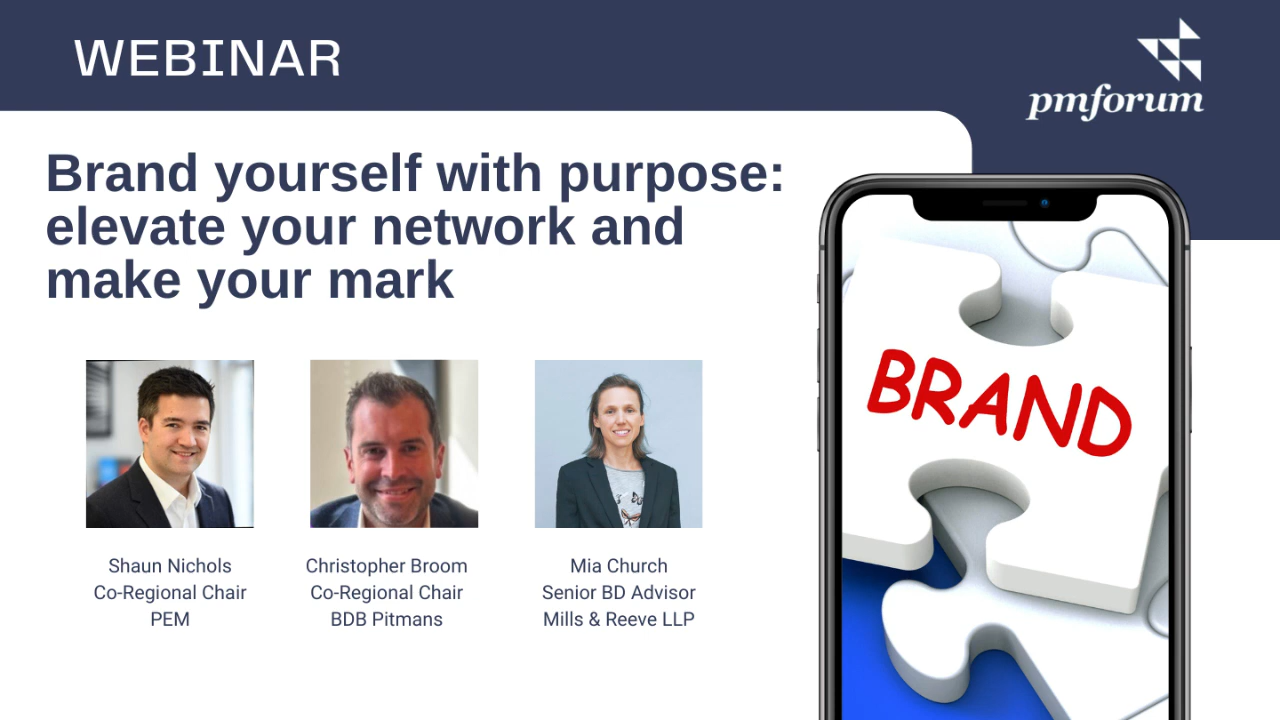 WEBINAR
pmforum
Brand yourself with purpose:
elevate your network and
make your mark
BRAND
Shaun Nichols
Co-Regional Chair
PEM
Christopher Broom
Co-Regional Chair
BDB Pitmans
Mia Church
Senior BD Advisor
Mills & Reeve LLP